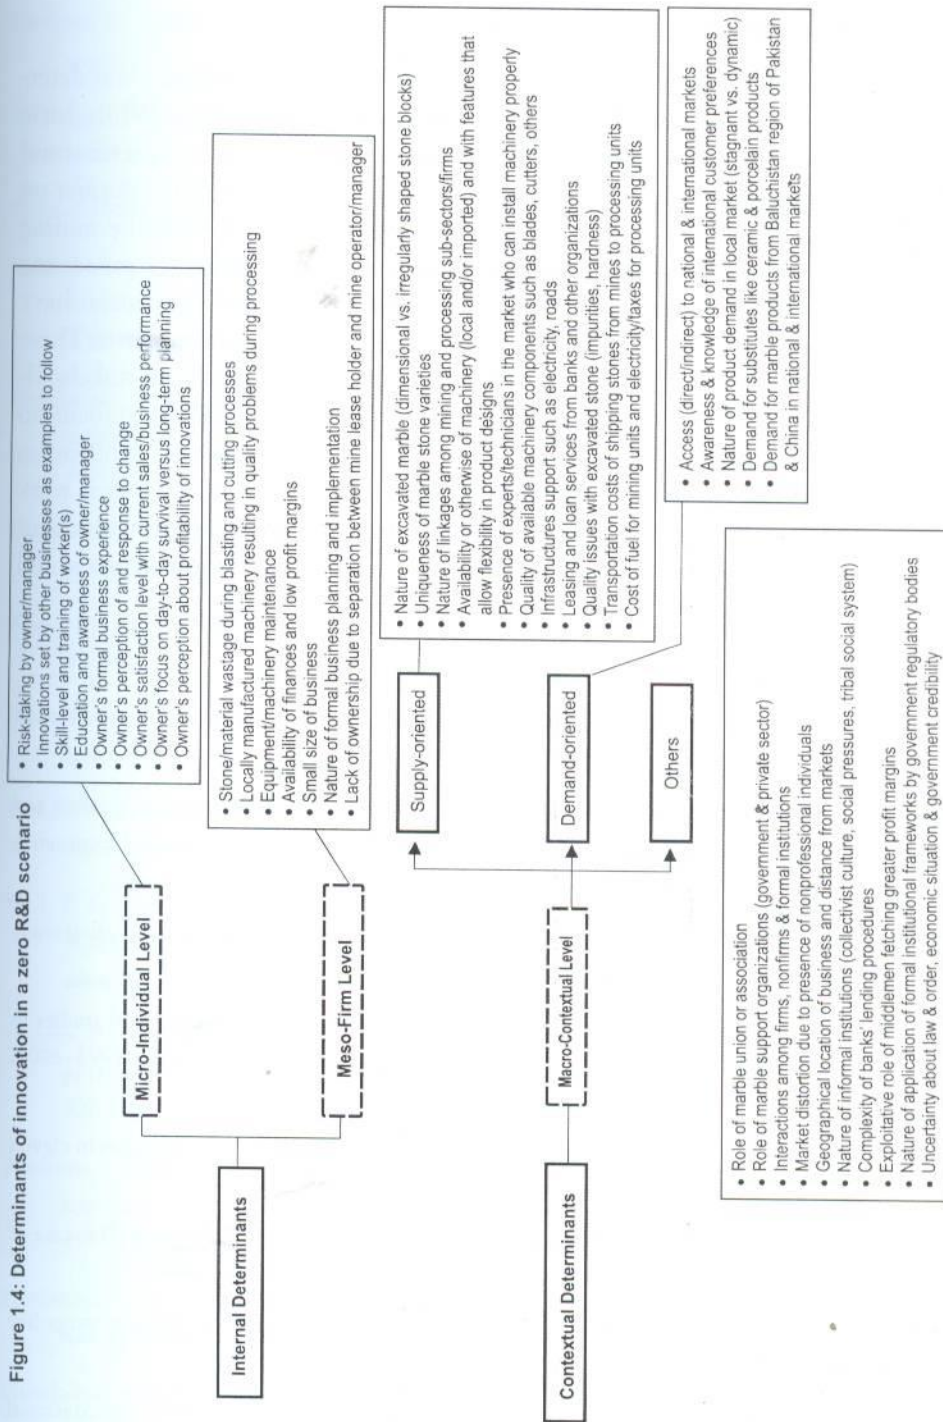 Figure 1.4: Determinants of innovation in a zero R&D scenario
Internal Determinants
Micro-Individual Level
• Risk-taking by owner/manager
• Innovations set by other businesses as examples to follow
• Skill-level and training of worker(s)
• Education and awareness of owner/manager
• Owner's formal business experience
• Owner's perception of and response to change
• Owner's satisfaction level with current sales/business performance
• Owner's focus on day-to-day survival versus long-term planning
• Owner's perception about profitability of innovations
Meso-Firm Level
• Stone/material wastage during blasting and cutting processes
• Locally manufactured machinery resulting in quality problems during processing
• Equipment/machinery maintenance
• Availability of finances and low profit margins
• Small size of business
• Nature of formal business planning and implementation
• Lack of ownership due to separation between mine lease holder and mine operator/manager
Contextual Determinants
Macro-Contextual Level
Supply-oriented
• Nature of excavated marble (dimensional vs. irregularly shaped stone blocks)
• Uniqueness of marble stone varieties
• Nature of linkages among mining and processing sub-sectors/firms
• Availability or otherwise of machinery (local and/or imported) and with features that
allow flexibility in product designs
• Presence of experts/technicians in the market who can install machinery properly
• Quality of available machinery components such as blades, cutters, others
• Infrastructures support such as electricity, roads
• Leasing and loan services from banks and other organizations
• Quality issues with excavated stone (impurities, hardness)
• Transportation costs of shipping stones from mines to processing units
• Cost of fuel for mining units and electricity/taxes for processing units
Demand-oriented
• Access (direct/indirect) to national & international markets
• Awareness & knowledge of international customer preferences
• Nature of product demand in local market (stagnant vs. dynamic)
• Demand for substitutes like ceramic & porcelain products
• Demand for marble products from Baluchistan region of Pakistan
& China in national & international markets
Others
• Role of marble union or association
• Role of marble support organizations (government & private sector)
• Interactions among firms, nonfirms & formal institutions
• Market distortion due to presence of nonprofessional individuals
• Geographical location of business and distance from markets
• Nature of informal institutions (collectivist culture, social pressures, tribal social system)
• Complexity of banks' lending procedures
• Exploitative role of middlemen fetching greater profit margins
• Nature of application of formal institutional frameworks by government regulatory bodies
• Uncertainty about law & order, economic situation & government credibility